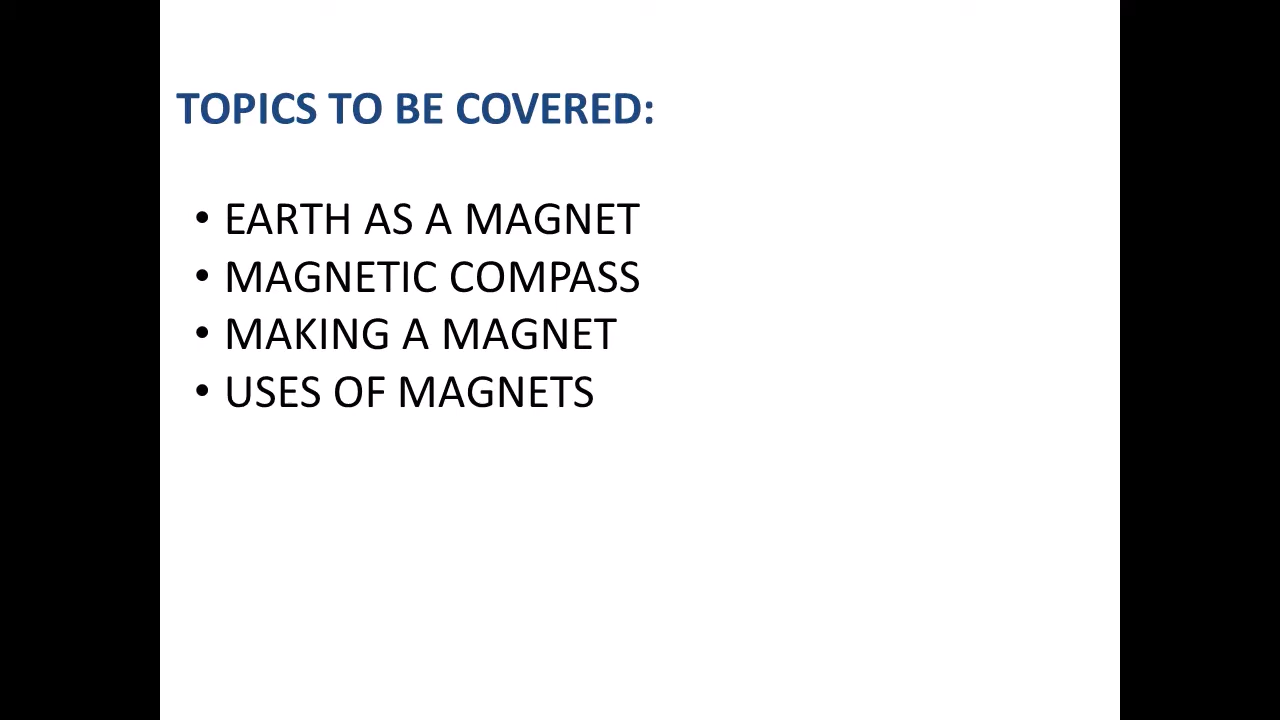 TOPICS TO BE COVERED:
• EARTH AS A MAGNET
• MAGNETIC COMPASS
• MAKING A MAGNET
• USES OF MAGNETS